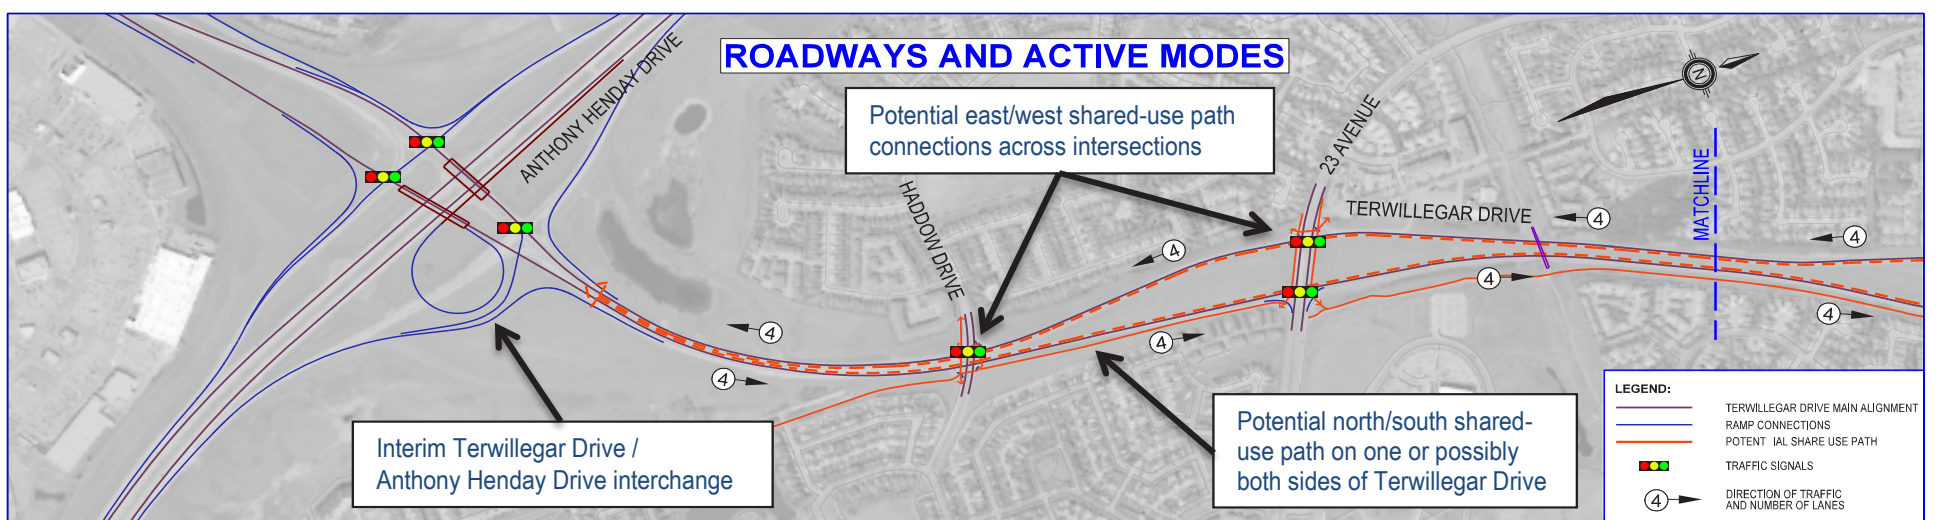 ROADWAYS AND ACTIVE MODES
ANTHONY HENDAY DRIVE
Potential east/west shared-use path
connections across intersections
23 AVENUE
N
HADDOW DRIVE
TERWILLEGAR DRIVE
MATCHLINE
4
4
4
4
4
4
4
4
Interim Terwillegar Drive /
Anthony Henday Drive interchange
Potential north/south shared-
use path on one or possibly
both sides of Terwillegar Drive
LEGEND:
TERWILLEGAR DRIVE MAIN ALIGNMENT
RAMP CONNECTIONS
POTENT IAL SHARE USE PATH
TRAFFIC SIGNALS
4
DIRECTION OF TRAFFIC
AND NUMBER OF LANES